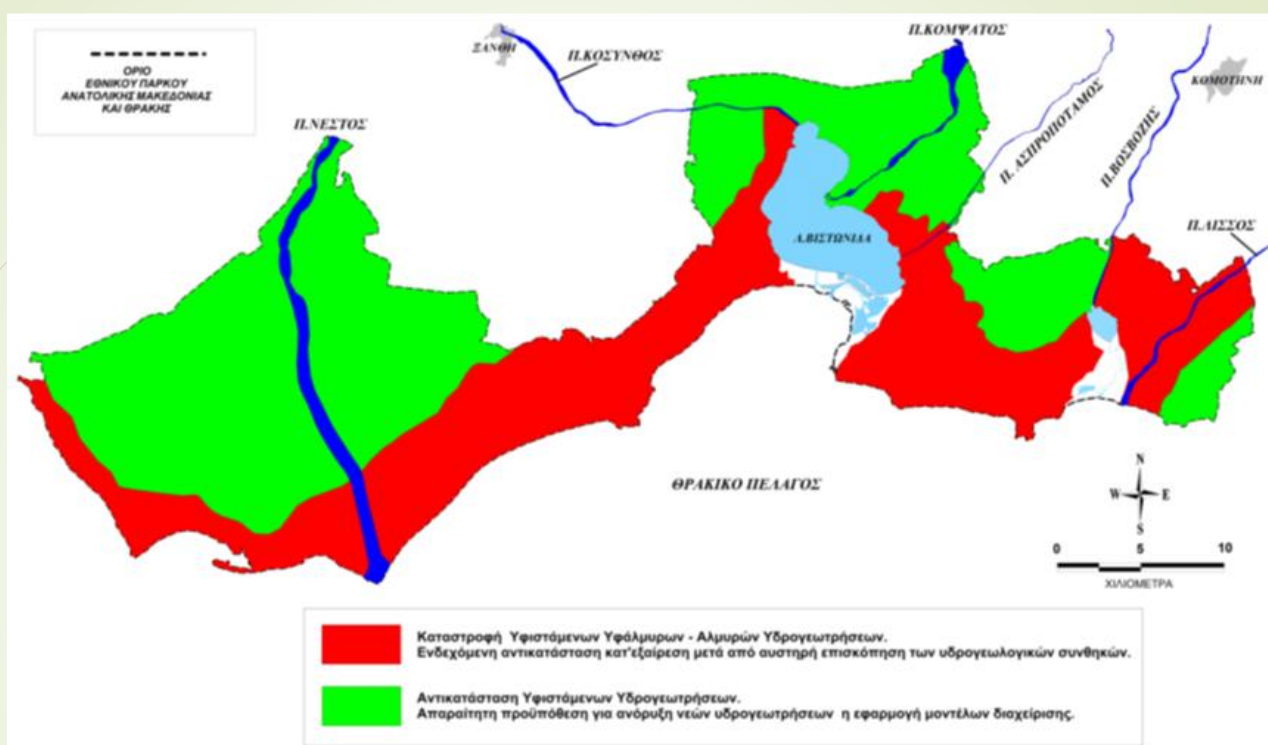 ΟΡΙΟ
ΕΘΝΙΚΟΥ ΠΑΡΚΟΥ
ΑΝΑΤΟΛΙΚΗΣ ΜΑΚΕΔΟΝΙΑΣ
ΚΑΙ ΘΡΑΚΗΣ
ΞΑΝΘΗ
Π.ΚΟΣΥΝΘΟΣ
Π.ΚΟΜΨΑΤΟΣ
ΚΟΜΟΤΗΝΗ
Π.ΝΕΣΤΟΣ
Π. ΑΣΠΡΟΠΟΤΑΜΟΣ
Π.ΒΟΣΒΟΖΗΣ
Π.ΛΙΣΣΟΣ
Λ.ΒΙΣΤΩΝΙΔΑ
ΘΡΑΚΙΚΟ ΠΕΛΑΓΟΣ
N
W E
S
0 5 10
ΧΙΛΙΟΜΕΤΡΑ
Καταστροφή Υφιστάμενων Υφάλμυρων - Αλμυρών Υδρογεωτρήσεων.
Ενδεχόμενη αντικατάσταση κατ'εξαίρεση μετά από αυστηρή επισκόπηση των υδρογεωλογικών συνθηκών.
Αντικατάσταση Υφιστάμενων Υδρογεωτρήσεων.
Απαραίτητη προϋπόθεση για ανόρυξη νεών υδρογεωτρήσεων η εφαρμογή μοντέλων διαχείρισης.